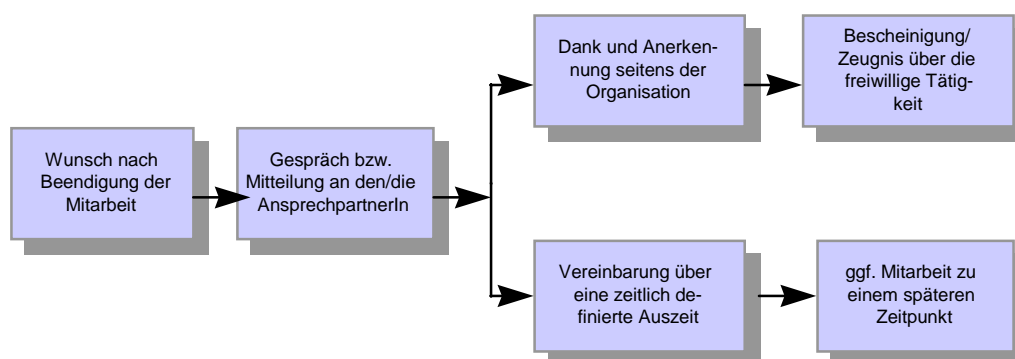 Wunsch nach
Beendigung der
Mitarbeit
Gespräch bzw.
Mitteilung an den/die
AnsprechpartnerIn
Dank und Anerken-
nung seitens der
Organisation
Bescheinigung/
Zeugnis über die
freiwillige Tätig-
keit
Vereinbarung über
eine zeitlich de-
finierte Auszeit
ggf. Mitarbeit zu
einem späteren
Zeitpunkt